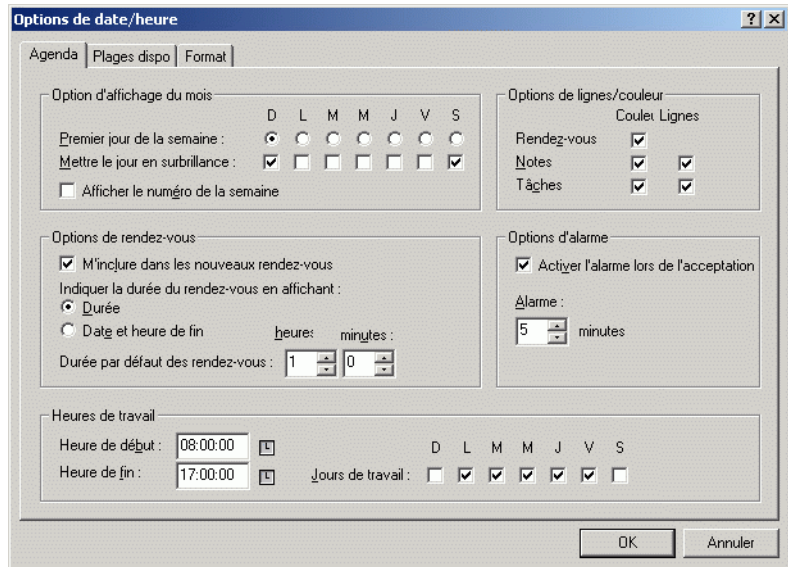 Options de date/heure
Agenda Plages dispo Format
Option d'affichage du mois
D L M M J V S
Premier jour de la semaine :
Mettre le jour en surbrillance :
Afficher le numéro de la semaine
Options de lignes/couleur
Couleu Lignes
Rendez-vous
Notes
Tâches
Options de rendez-vous
M'inclure dans les nouveaux rendez-vous
Indiquer la durée du rendez-vous en affichant :
Durée
Date et heure de fin
heures minutes :
Durée par défaut des rendez-vous : 1 0
Options d'alarme
Activer l'alarme lors de l'acceptation
Alarme :
5 minutes
Heures de travail
Heure de début : 08:00:00
Heure de fin : 17:00:00
D L M M J V S
Jours de travail :
OK Annuler